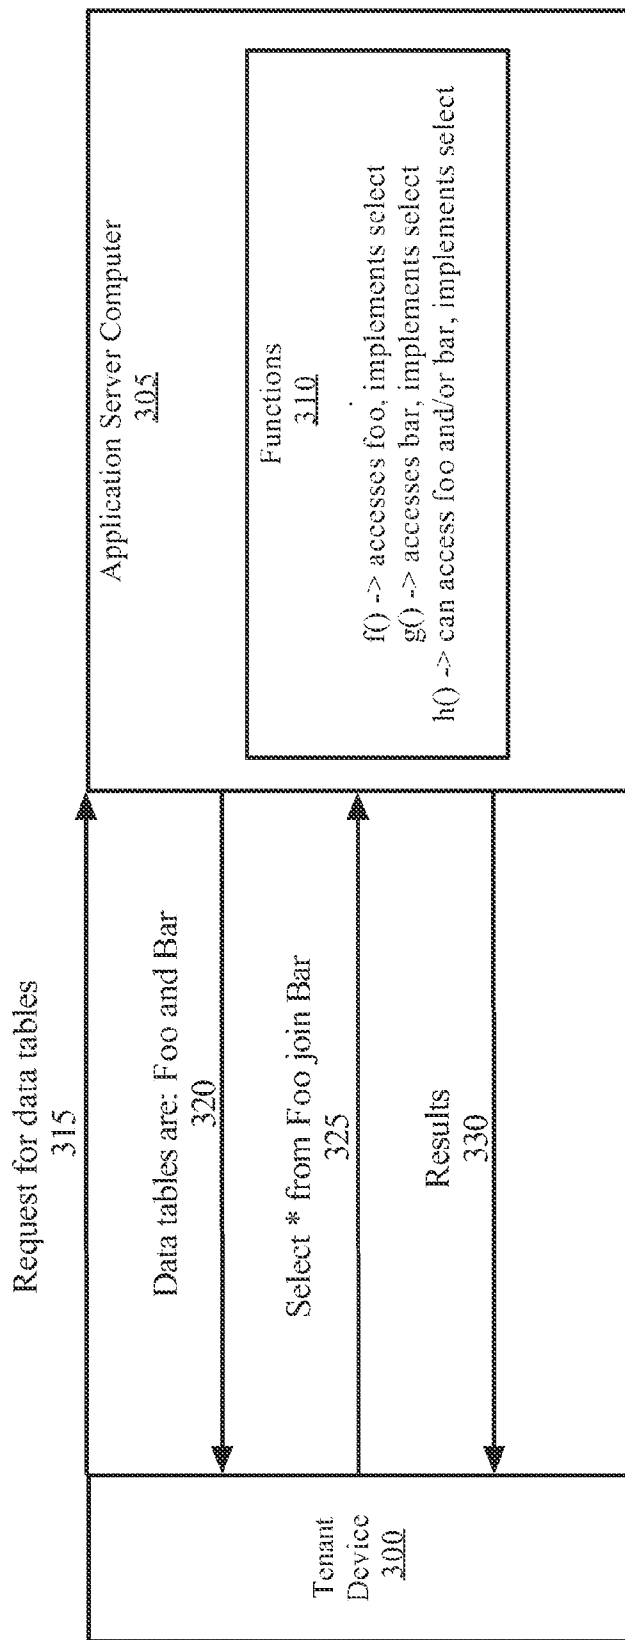 Request for data tables
315
Data tables are: Foo and Bar
320
Select * from Foo join Bar
325
Results
330
Tenant
Device
300
Application Server Computer
305
Functions
310
f() -> accesses foo, implements select
g() -> accesses bar, implements select
h() -> can access foo and/or bar, implements select